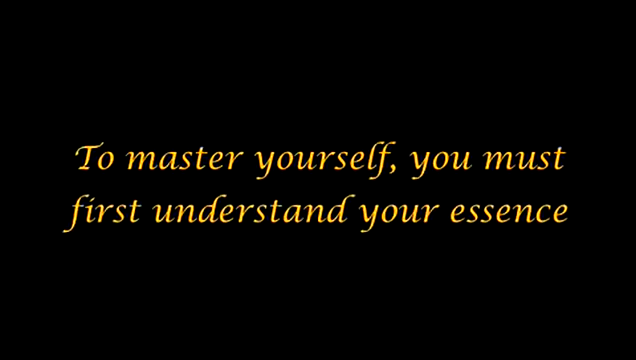 To master yourself, you must
first understand your essence